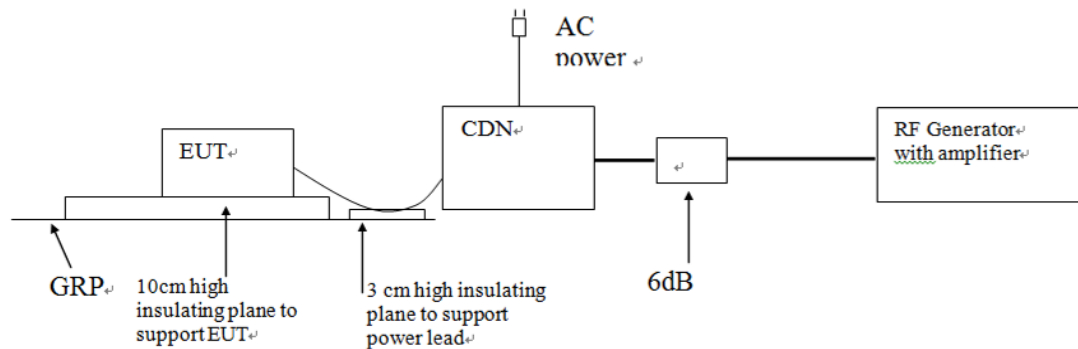 AC
power
EUT
CDN
RF Generator
with amplifier
GRP
10cm high
insulating plane to
support EUT
3 cm high insulating
plane to support
power lead
6dB